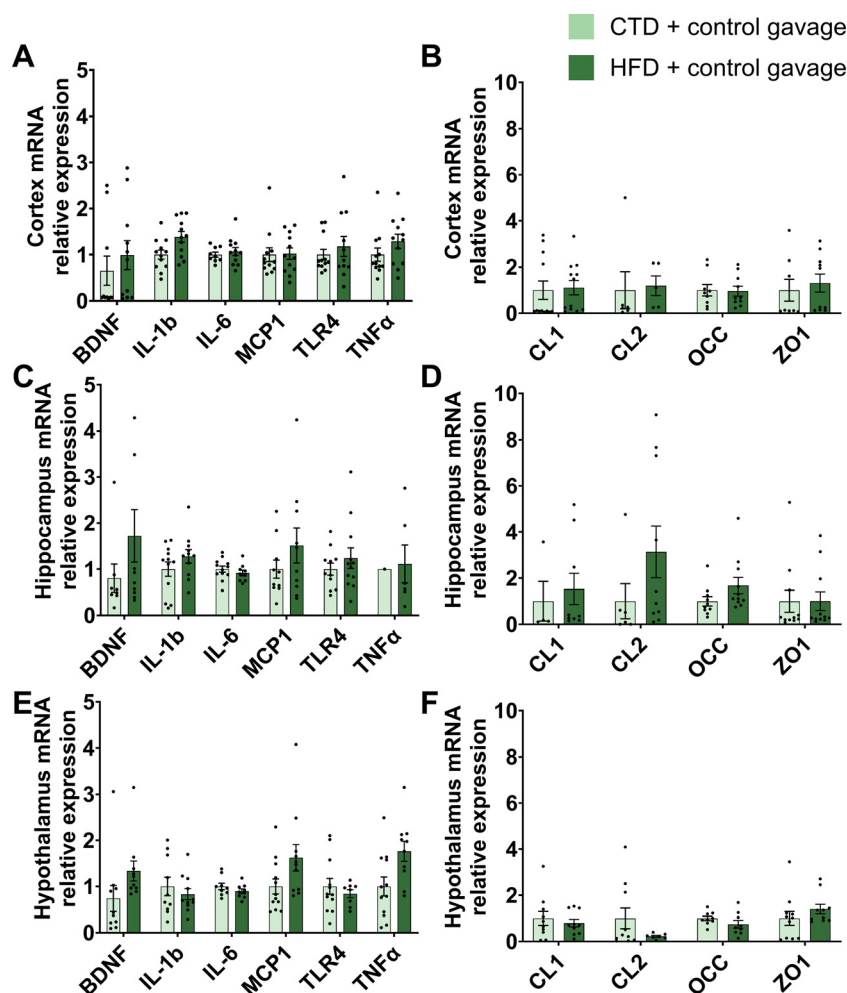 CTD + control gavage
HFD + control gavage
A
Cortex mRNA
relative expression
5
4
3
2
1
0
BDNF
IL-1b
IL-6
MCP1
TLR4
TNFα
B
Cortex mRNA
relative expression
10
8
6
4
2
0
CL1
CL2
OCC
ZO1
C
Hippocampus mRNA
relative expression
5
4
3
2
1
0
BDNF
IL-1b
IL-6
MCP1
TLR4
TNFα
D
Hippocampus mRNA
relative expression
10
8
6
4
2
0
CL1
CL2
OCC
ZO1
E
Hypothalamus mRNA
relative expression
5
4
3
2
1
0
BDNF
IL-1b
IL-6
MCP1
TLR4
TNFα
F
Hypothalamus mRNA
relative expression
10
8
6
4
2
0
CL1
CL2
OCC
ZO1